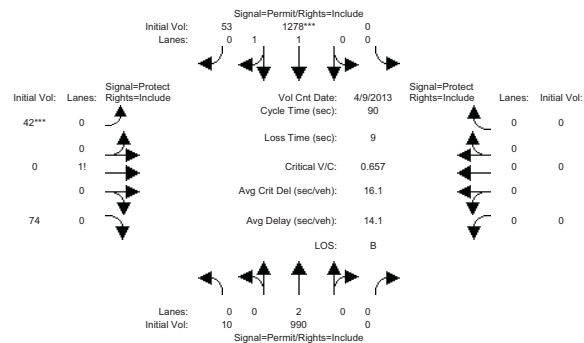 Signal=Permit/Rights=Include
Initial Vol: 53 1278*** 0
Lanes: 0 1 1 0 0
Signal=Protect Signal=Protect
Initial Vol: Lanes: Rights=Include Vol Cnt Date: 4/9/2013 Rights=Include Lanes: Initial Vol:
Cycle Time (sec): 90
42*** 0 0 0
Loss Time (sec): 9
0 0
0 1! Critical V/C: 0.657 0 0
0 Avg Crit Del (sec/veh): 16.1 0
74 0 Avg Delay (sec/veh): 14.1 0 0
LOS: B
Lanes: 0 0 2 0 0
Initial Vol: 10 990 0
Signal=Permit/Rights=Include